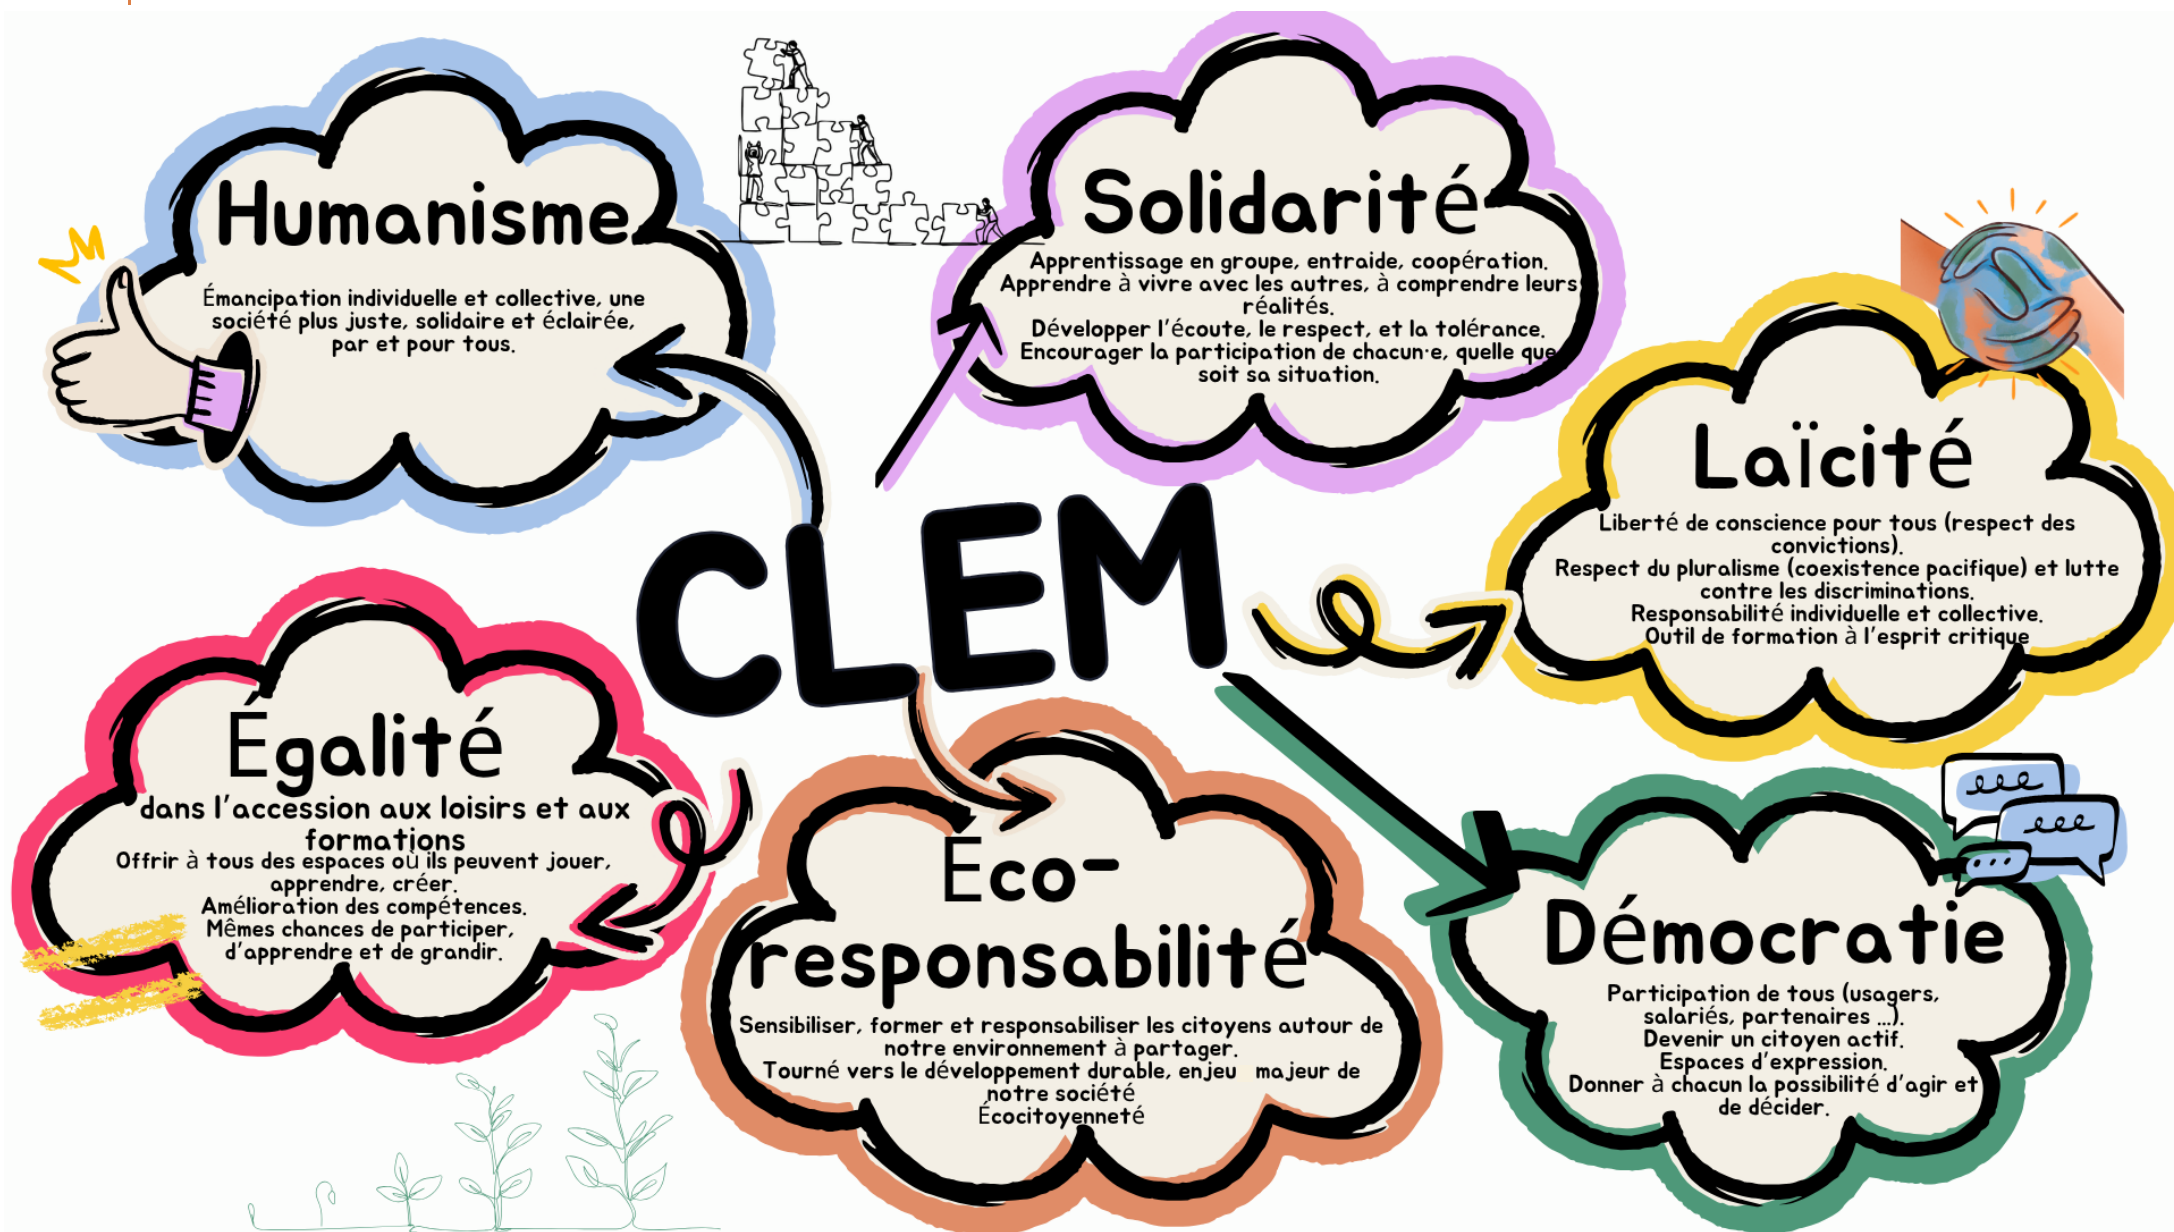 Humanisme
Émancipation individuelle et collective, une
société plus juste, solidaire et éclairée,
par et pour tous.
Solidarité
Apprentissage en groupe, entraide, coopération.
Apprendre à vivre avec les autres, à comprendre leurs
réalités.
Développer l'écoute, le respect, et la tolérance.
Encourager la participation de chacun·e, quelle que
soit sa situation.
Laïcité
Liberté de conscience pour tous (respect des
convictions).
Respect du pluralisme (coexistence pacifique) et lutte
contre les discriminations.
Responsabilité individuelle et collective.
Outil de formation à l'esprit critique
CLEM
Égalité
dans l'accession aux loisirs et aux
formations
Offrir à tous des espaces où ils peuvent jouer,
apprendre, créer.
Amélioration des compétences.
Mêmes chances de participer,
d'apprendre et de grandir.
Éco-
responsabilité
Sensibiliser, former et responsabiliser les citoyens autour de
notre environnement à partager.
Tourné vers le développement durable, enjeu majeur de
notre société
Écocitoyenneté
Démocratie
Participation de tous (usagers,
salariés, partenaires ...).
Devenir un citoyen actif.
Espaces d'expression.
Donner à chacun la possibilité d'agir et
de décider.